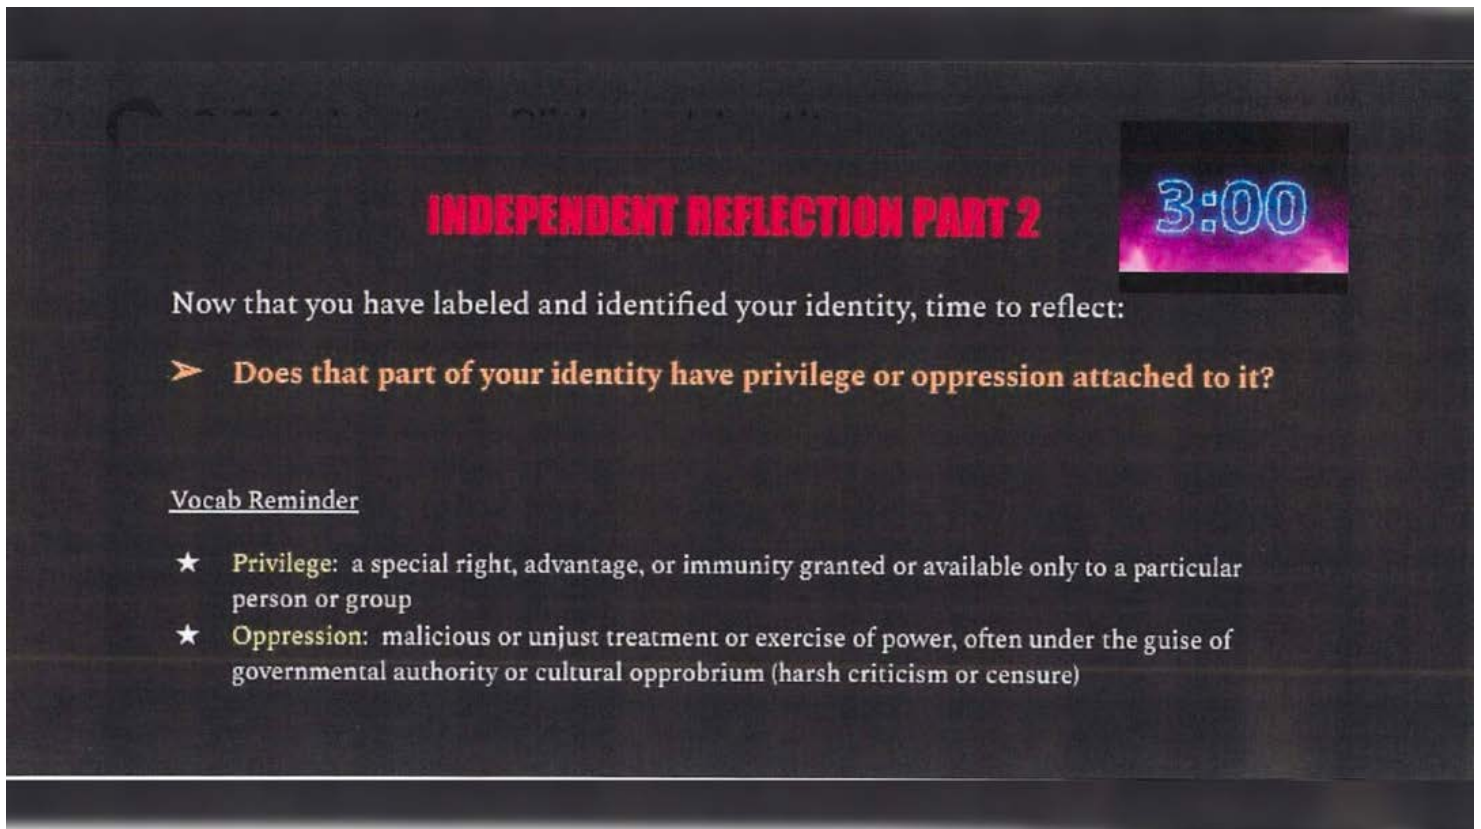 3:00
INDEPENDENT REFLECTION PART 2
Now that you have labeled and identified your identity, time to reflect:
➢ Does that part of your identity have privilege or oppression attached to it?
Vocab Reminder
★ Privilege: a special right, advantage, or immunity granted or available only to a particular
person or group
★ Oppression: malicious or unjust treatment or exercise of power, often under the guise of
governmental authority or cultural opprobrium (harsh criticism or censure)